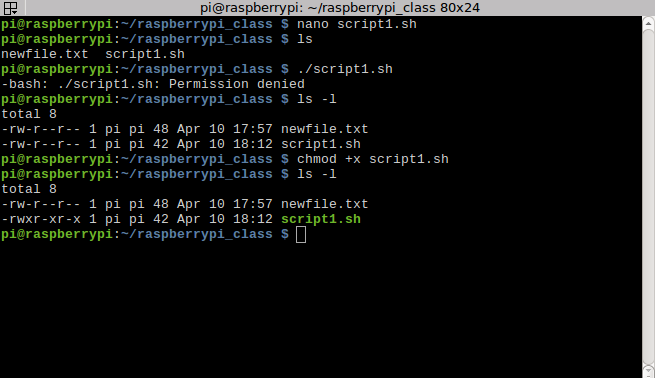 pi@raspberrypi: ~/raspberrypi_class 80x24
pi@raspberrypi:~/raspberrypi_class $ nano script1.sh
pi@raspberrypi:~/raspberrypi_class $ ls
newfile.txt  script1.sh
pi@raspberrypi:~/raspberrypi_class $ ./script1.sh
-bash: ./script1.sh: Permission denied
pi@raspberrypi:~/raspberrypi_class $ ls -l
total 8
-rw-r--r-- 1 pi pi 48 Apr 10 17:57 newfile.txt
-rw-r--r-- 1 pi pi 42 Apr 10 18:12 script1.sh
pi@raspberrypi:~/raspberrypi_class $ chmod +x script1.sh
pi@raspberrypi:~/raspberrypi_class $ ls -l
total 8
-rw-r--r-- 1 pi pi 48 Apr 10 17:57 newfile.txt
-rwxr-xr-x 1 pi pi 42 Apr 10 18:12 script1.sh
pi@raspberrypi:~/raspberrypi_class $